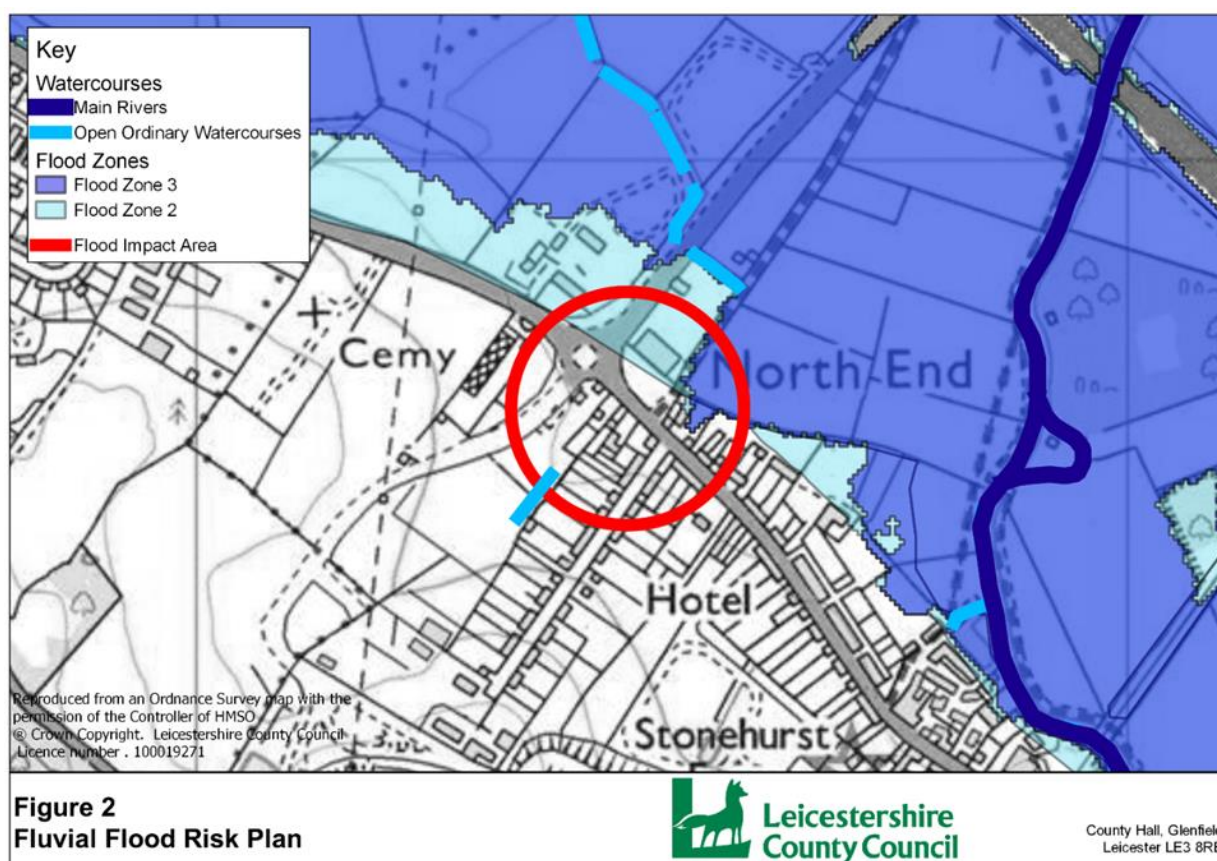 Key
Watercourses
Main Rivers
Open Ordinary Watercourses
Flood Zones
Flood Zone 3
Flood Zone 2
Flood Impact Area
Cemy
North End
Hotel
Stonehurst
Reproduced from an Ordnance Survey map with the
permission of the Controller of HMSO
© Crown Copyright. Leicestershire County Council
Licence number . 100019271
Figure 2
Fluvial Flood Risk Plan
Leicestershire
County Council
County Hall, Glenfield
Leicester LE3 8R